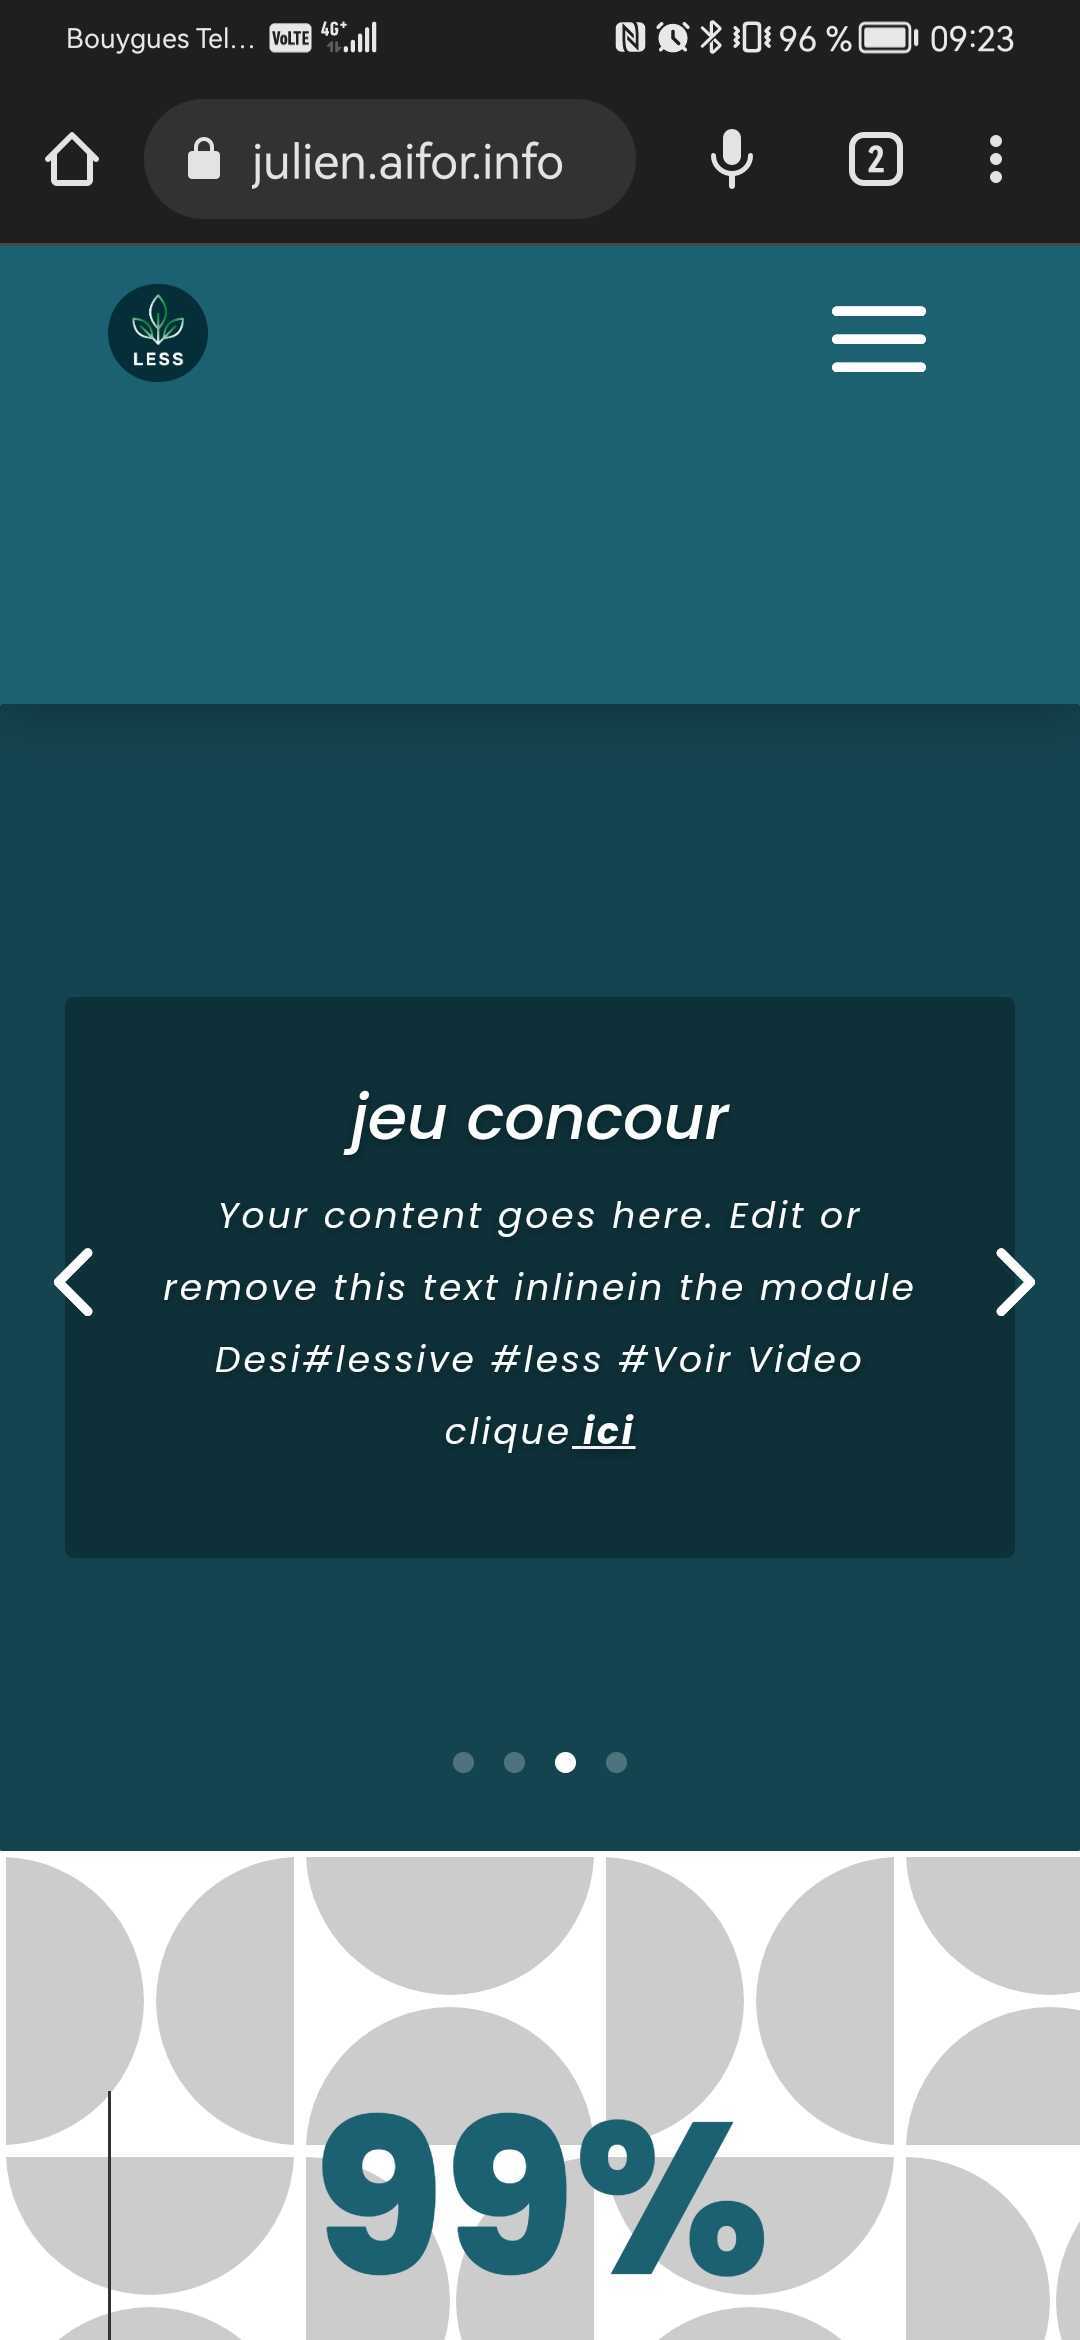 Bouygues Tel... VoLTE 4G+ 96 % 09:23
julien.aifor.info 2
LESS
jeu concour
Your content goes here. Edit or
remove this text inlinein the module
Desi#lessive #less #Voir Video
clique ici
99%